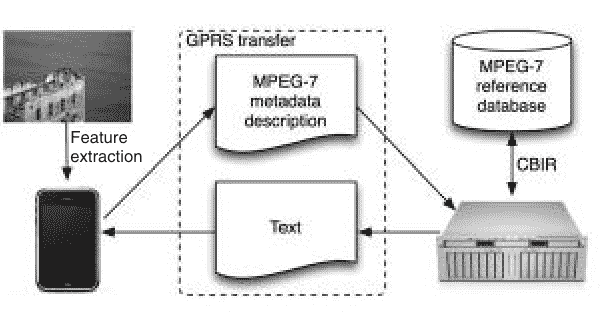 GPRS transfer
MPEG-7
metadata
description
MPEG-7
reference
database
Feature
extraction
CBIR
Text